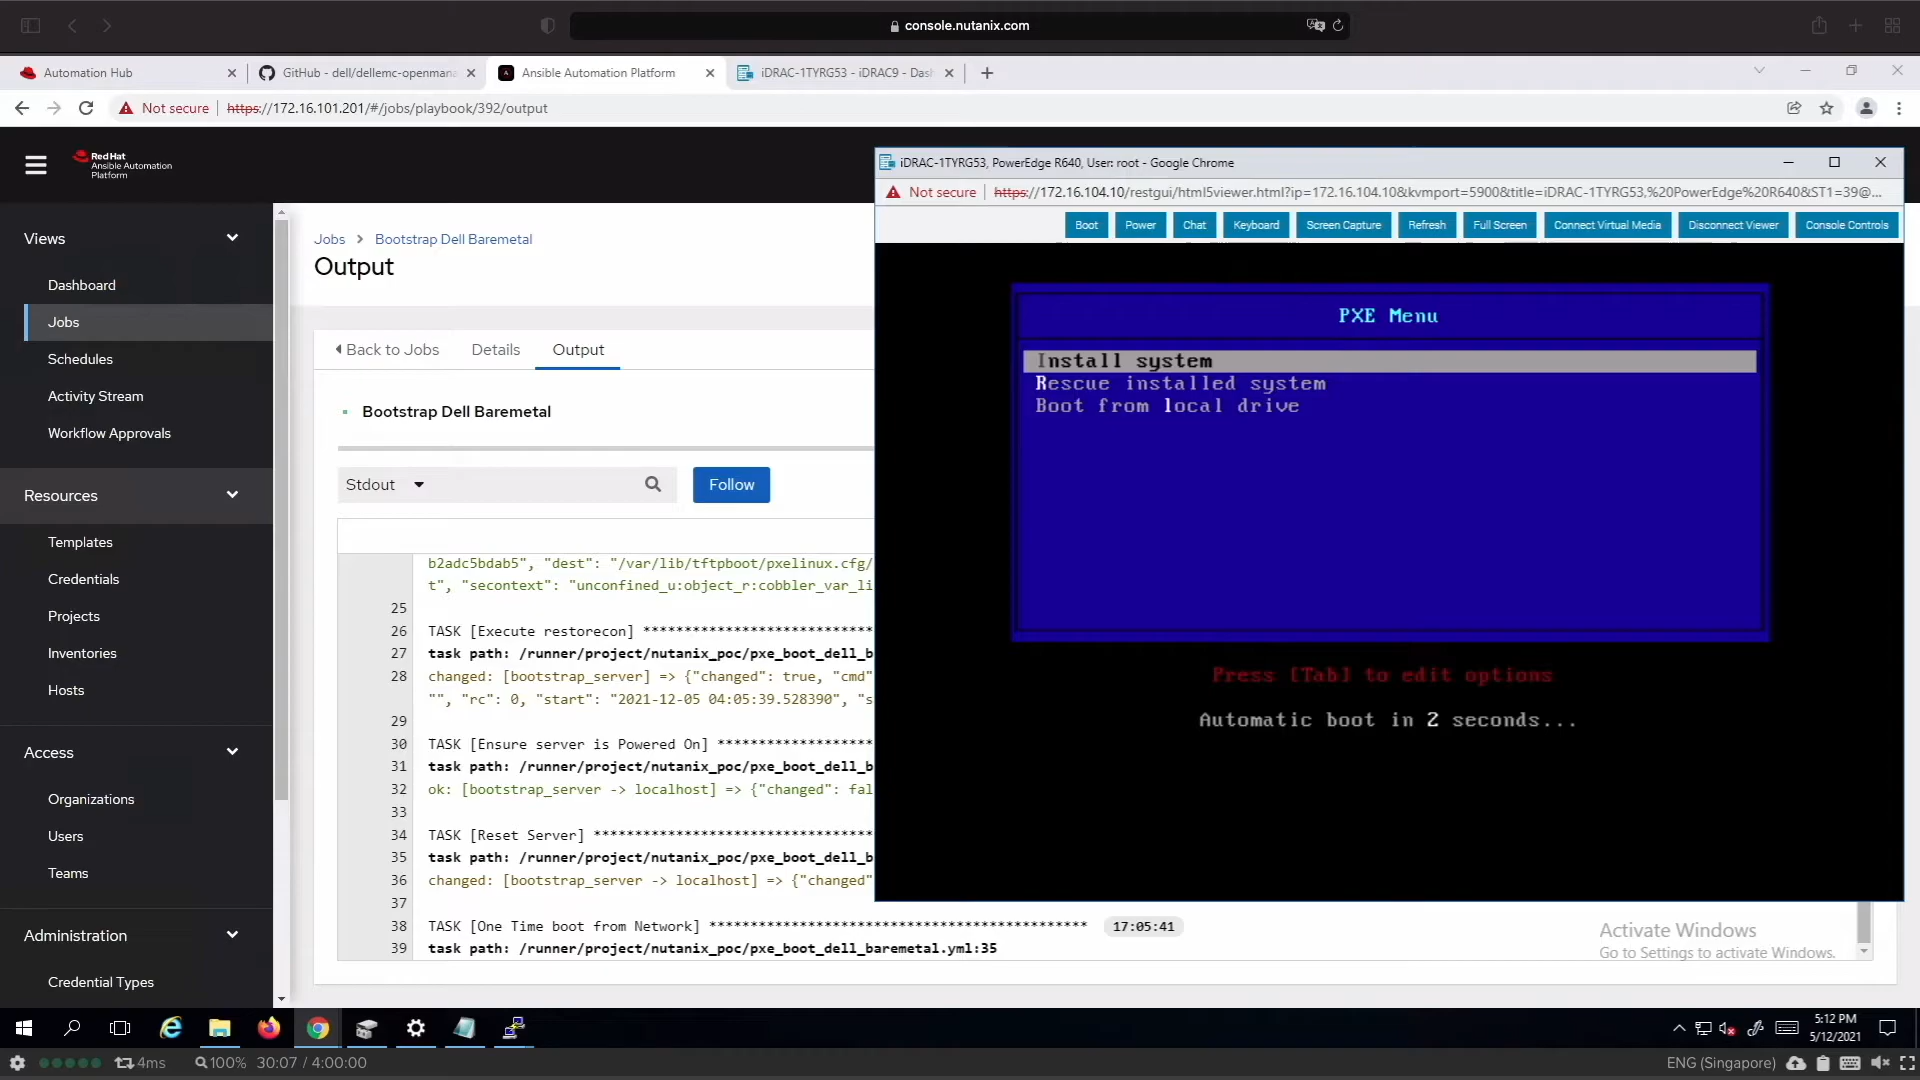 console.nutanix.com
Automation Hub
GitHub - dell/dellemc-openmana
Ansible Automation Platform
iDRAC-1TYRG53 - iDRAC9 - Das
Not secure https://172.16.101.201/#/jobs/playbook/392/output
Red Hat
Ansible Automation
Platform
Views
Dashboard
Jobs
Schedules
Activity Stream
Workflow Approvals
Resources
Templates
Credentials
Projects
Inventories
Hosts
Access
Organizations
Users
Teams
Administration
Credential Types
Jobs > Bootstrap Dell Baremetal
Output
Back to Jobs
Details
Output
Bootstrap Dell Baremetal
Stdout
Follow
b2adc5bdab5", "dest": "/var/lib/tftpboot/pxelinux.cfg/
t", "secontext": "unconfined_u:object_r:cobbler_var_li
25
26 TASK [Execute restorecon] ****************************
27 task path: /runner/project/nutanix_poc/pxe_boot_dell_b
28 changed: [bootstrap_server] => {"changed": true, "cmd"
"", "rc": 0, "start": "2021-12-05 04:05:39.528390", "s
29
30 TASK [Ensure server is Powered On] *******************
31 task path: /runner/project/nutanix_poc/pxe_boot_dell_b
32 ok: [bootstrap_server -> localhost] => {"changed": fal
33
34 TASK [Reset Server] **********************************
35 task path: /runner/project/nutanix_poc/pxe_boot_dell_b
36 changed: [bootstrap_server -> localhost] => {"changed"
37
38 TASK [One Time boot from Network] ********************************************** 17:05:41
39 task path: /runner/project/nutanix_poc/pxe_boot_dell_baremetal.yml:35
iDRAC-1TYRG53, PowerEdge R640, User: root - Google Chrome
Not secure https://172.16.104.10/restgui/html5viewer.html?ip=172.16.104.10&kvmport=5900&title=iDRAC-1TYRG53,%20PowerEdge%20R640&ST1=39@...
Boot
Power
Chat
Keyboard
Screen Capture
Refresh
Full Screen
Connect Virtual Media
Disconnect Viewer
Console Controls
PXE Menu
Install system
Rescue installed system
Boot from local drive
Press [Tab] to edit options
Automatic boot in 2 seconds...
Activate Windows
Go to Settings to activate Windows.
5:12 PM
5/12/2021
4ms
100%
30:07 / 4:00:00
ENG (Singapore)